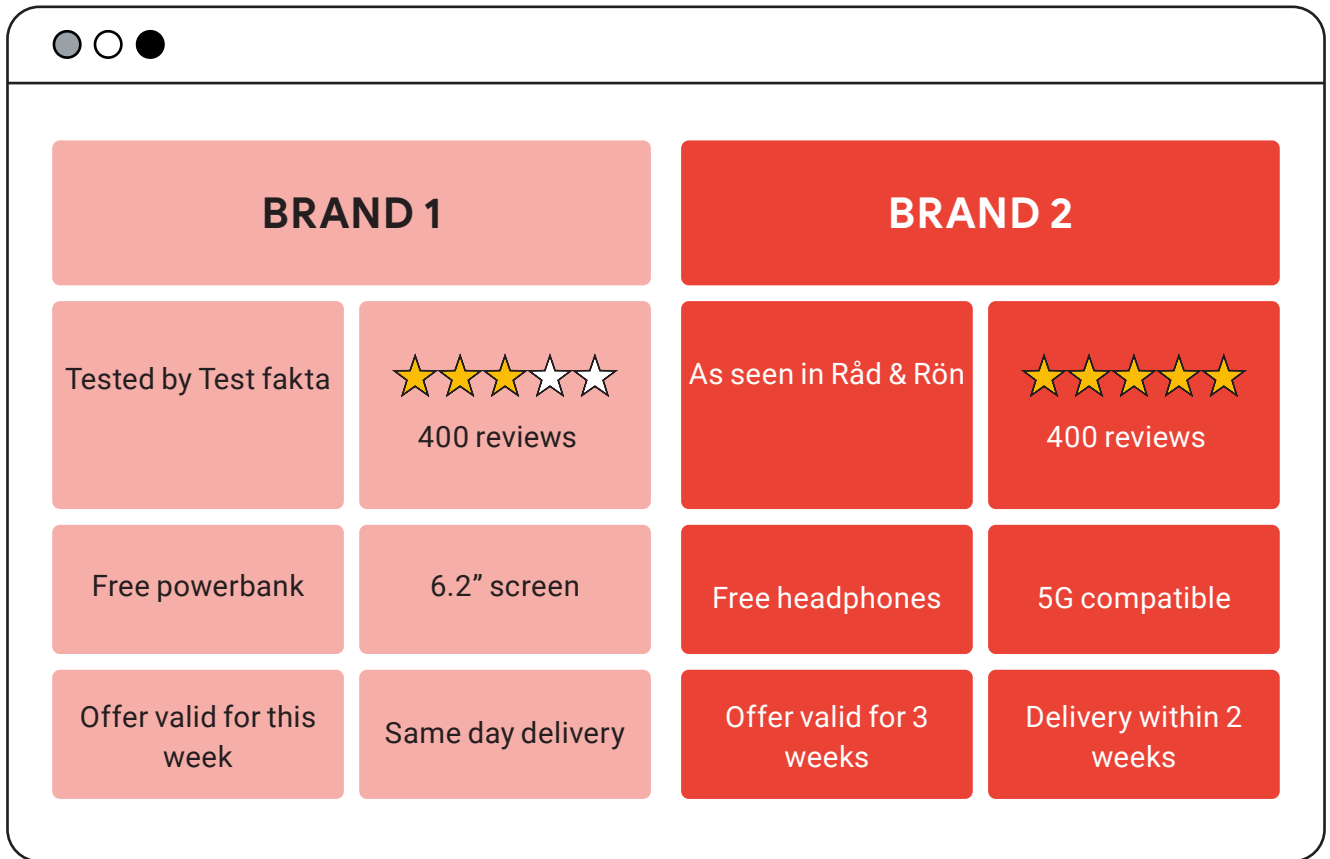 BRAND 1
BRAND 2
Tested by Test fakta
400 reviews
As seen in Råd & Rön
400 reviews
Free powerbank
6.2” screen
Free headphones
5G compatible
Offer valid for this
week
Same day delivery
Offer valid for 3
weeks
Delivery within 2
weeks